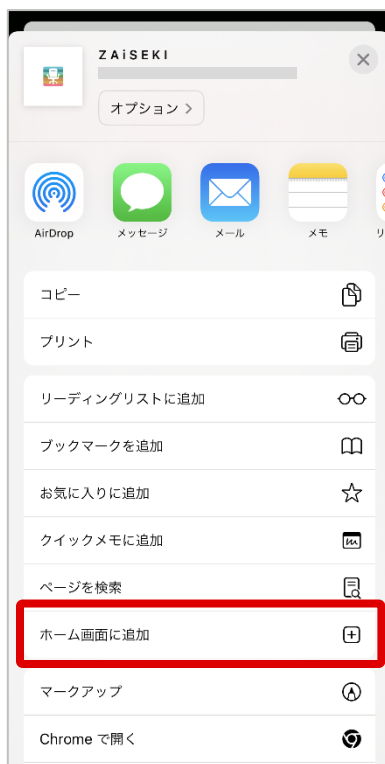 ZAiSEKI
オプション
AirDrop
メッセージ
メール
メモ
リ
コピー
プリント
リーディングリストに追加
ブックマークを追加
お気に入りに追加
クイックメモに追加
ページを検索
ホーム画面に追加
マークアップ
Chrome で開く